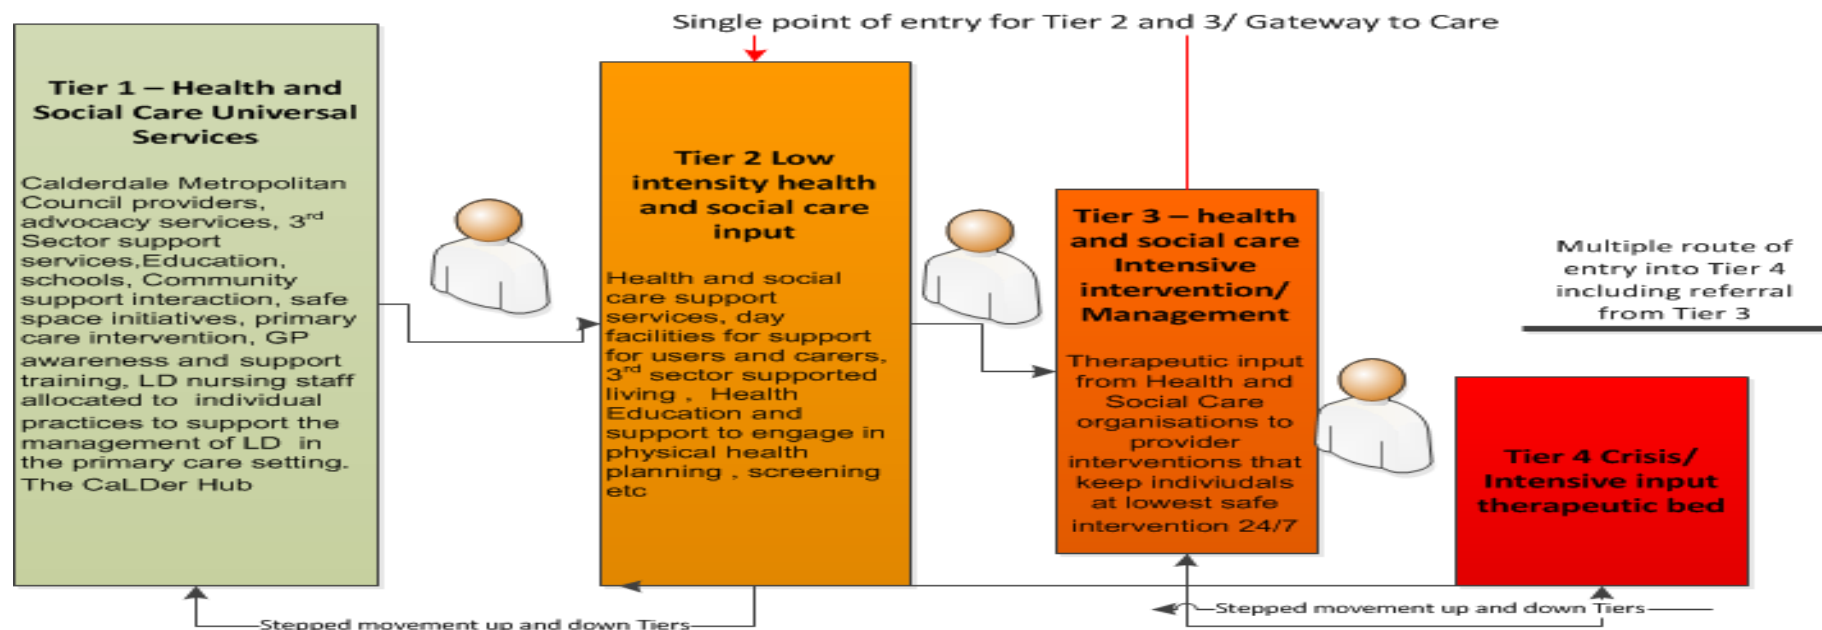 Single point of entry for Tier 2 and 3/ Gateway to Care
Tier 1 – Health and
Social Care Universal
Services
Calderdale Metropolitan
Council providers,
advocacy services, 3rd
Sector support
services,Education,
schools, Community
support interaction, safe
space initiatives, primary
care intervention, GP
awareness and support
training, LD nursing staff
allocated to individual
practices to support the
management of LD in
the primary care setting.
The CaLDer Hub
Tier 2 Low
intensity health
and social care
input
Health and social
care support
services, day
facilities for support
for users and carers,
3rd sector supported
living , Health
Education and
support to engage in
physical health
planning , screening
etc
Tier 3 – health
and social care
Intensive
intervention/
Management
Therapeutic input
from Health and
Social Care
organisations to
provider
interventions that
keep indiviudals
at lowest safe
intervention 24/7
Multiple route of
entry into Tier 4
including referral
from Tier 3
Tier 4 Crisis/
Intensive input
therapeutic bed
Stepped movement up and down Tiers
Stepped movement up and down Tiers